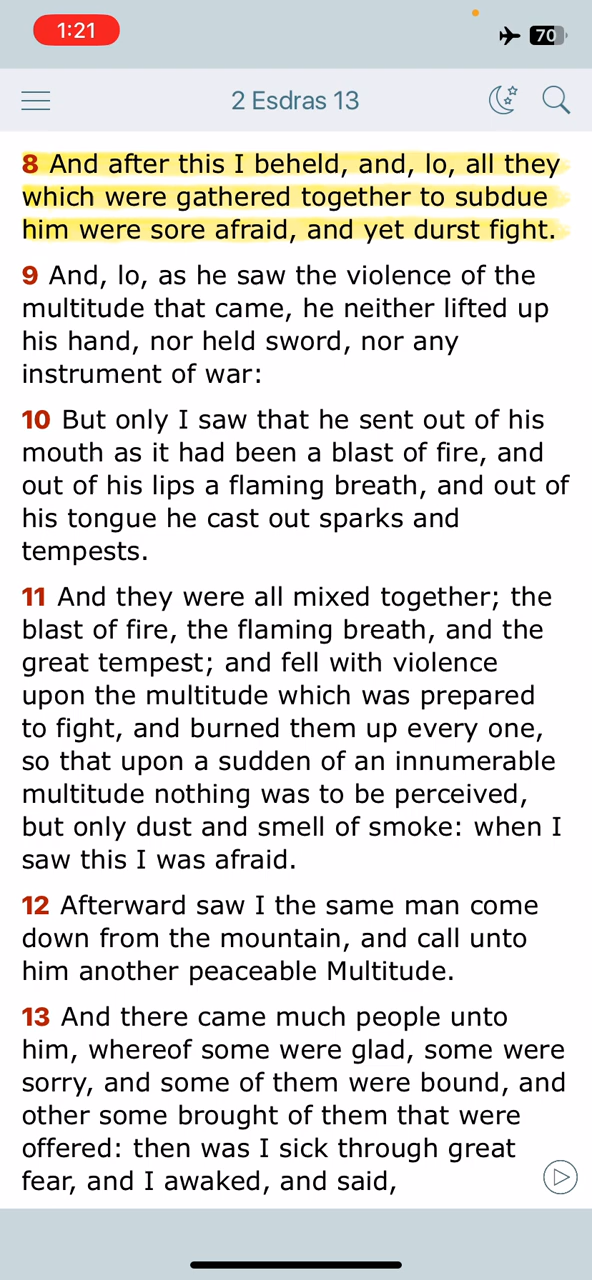 1:21
70
2 Esdras 13
8 And after this I beheld, and, lo, all they
which were gathered together to subdue
him were sore afraid, and yet durst fight.
9 And, lo, as he saw the violence of the
multitude that came, he neither lifted up
his hand, nor held sword, nor any
instrument of war:
10 But only I saw that he sent out of his
mouth as it had been a blast of fire, and
out of his lips a flaming breath, and out of
his tongue he cast out sparks and
tempests.
11 And they were all mixed together; the
blast of fire, the flaming breath, and the
great tempest; and fell with violence
upon the multitude which was prepared
to fight, and burned them up every one,
so that upon a sudden of an innumerable
multitude nothing was to be perceived,
but only dust and smell of smoke: when I
saw this I was afraid.
12 Afterward saw I the same man come
down from the mountain, and call unto
him another peaceable Multitude.
13 And there came much people unto
him, whereof some were glad, some were
sorry, and some of them were bound, and
other some brought of them that were
offered: then was I sick through great
fear, and I awaked, and said,